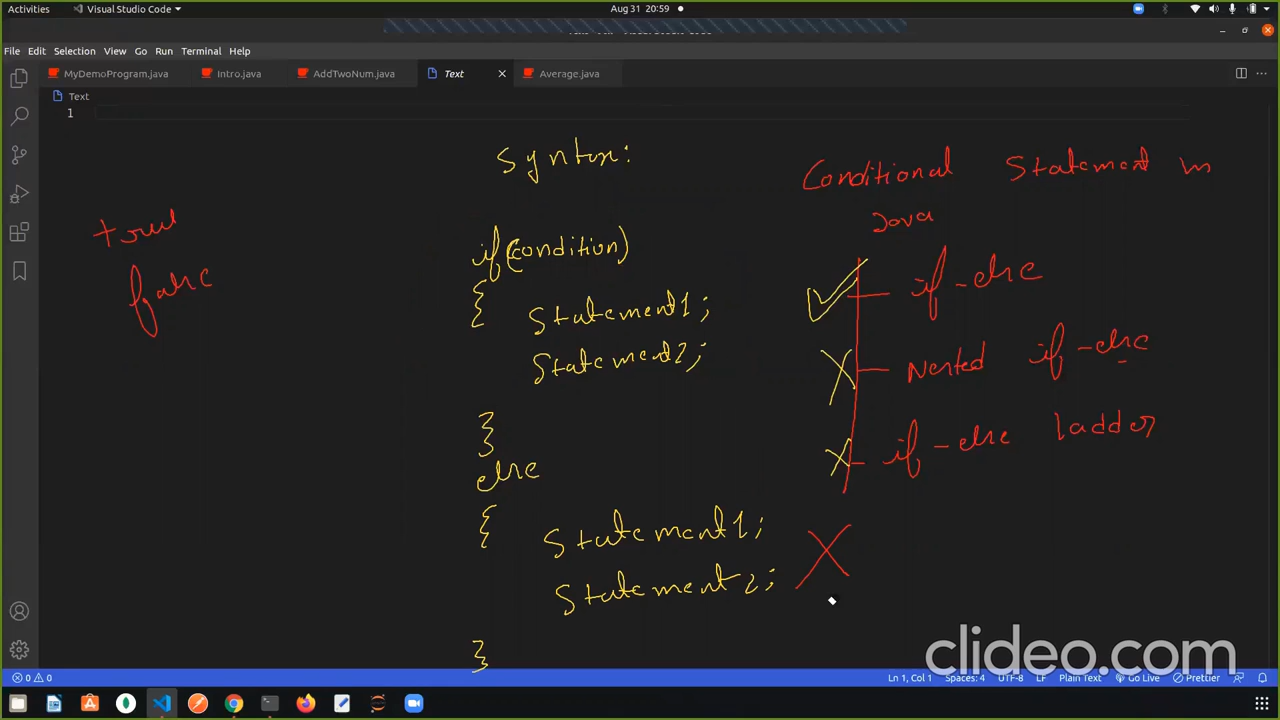 Activities
Visual Studio Code
Aug 31 20:59
File Edit Selection View Go Run Terminal Help
MyDemoProgram.java
Intro.java
AddTwoNum.java
Text
Average.java
Text
1
Syntax:
if(condition)
{ Statement1;
Statement2;
}
else
{ Statement1;
Statement2;
}
true
false
Conditional Statement in
Java
if-else
Nested if-else
if-else ladder
clideo.com
0 0
Ln 1, Col 1
Spaces: 4
UTF-8
LF
Plain Text
Go Live
Prettier